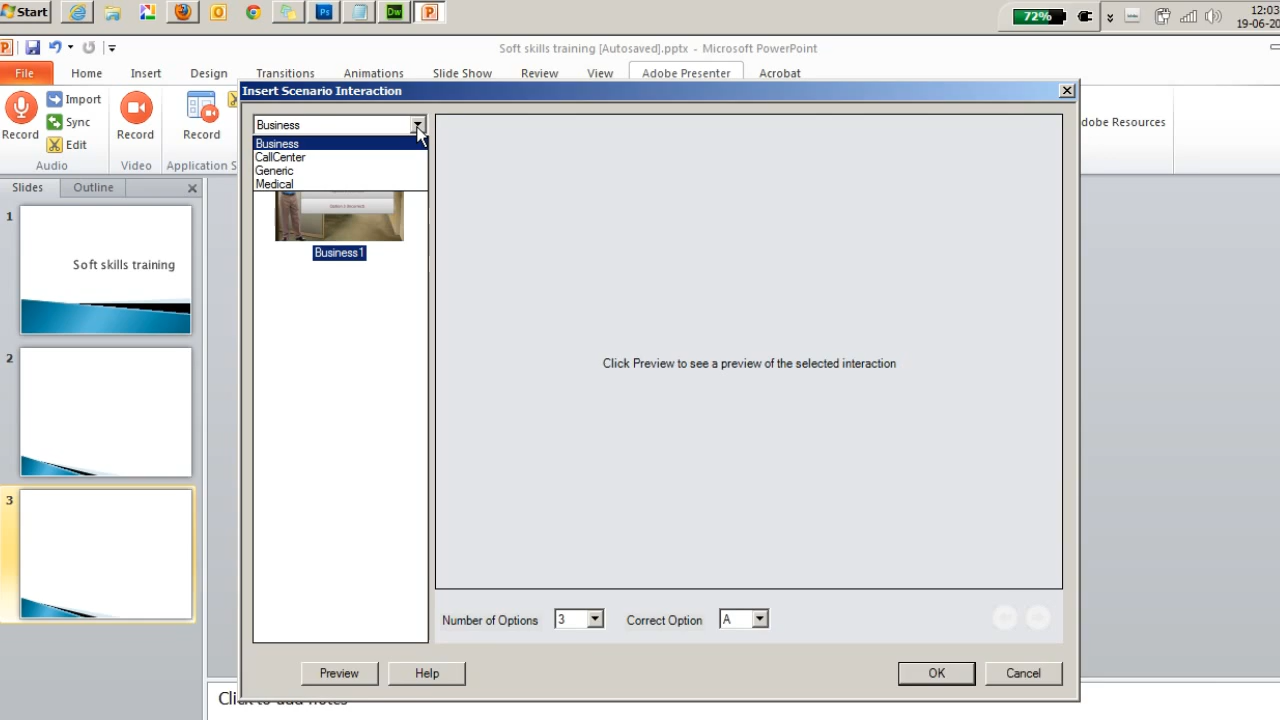 Start
72%
12:03
19-06-20
Soft skills training [Autosaved].pptx - Microsoft PowerPoint
File Home Insert Design Transitions Animations Slide Show Review View Adobe Presenter Acrobat
Insert Scenario Interaction
Record
Import
Sync
Edit
Audio
Record
Video
Record
Application S
dobe Resources
Slides Outline
1
Soft skills training
2
3
Business
Business
CallCenter
Generic
Medical
Business1
Click Preview to see a preview of the selected interaction
Number of Options 3 Correct Option A
Preview Help OK Cancel
Click to add notes